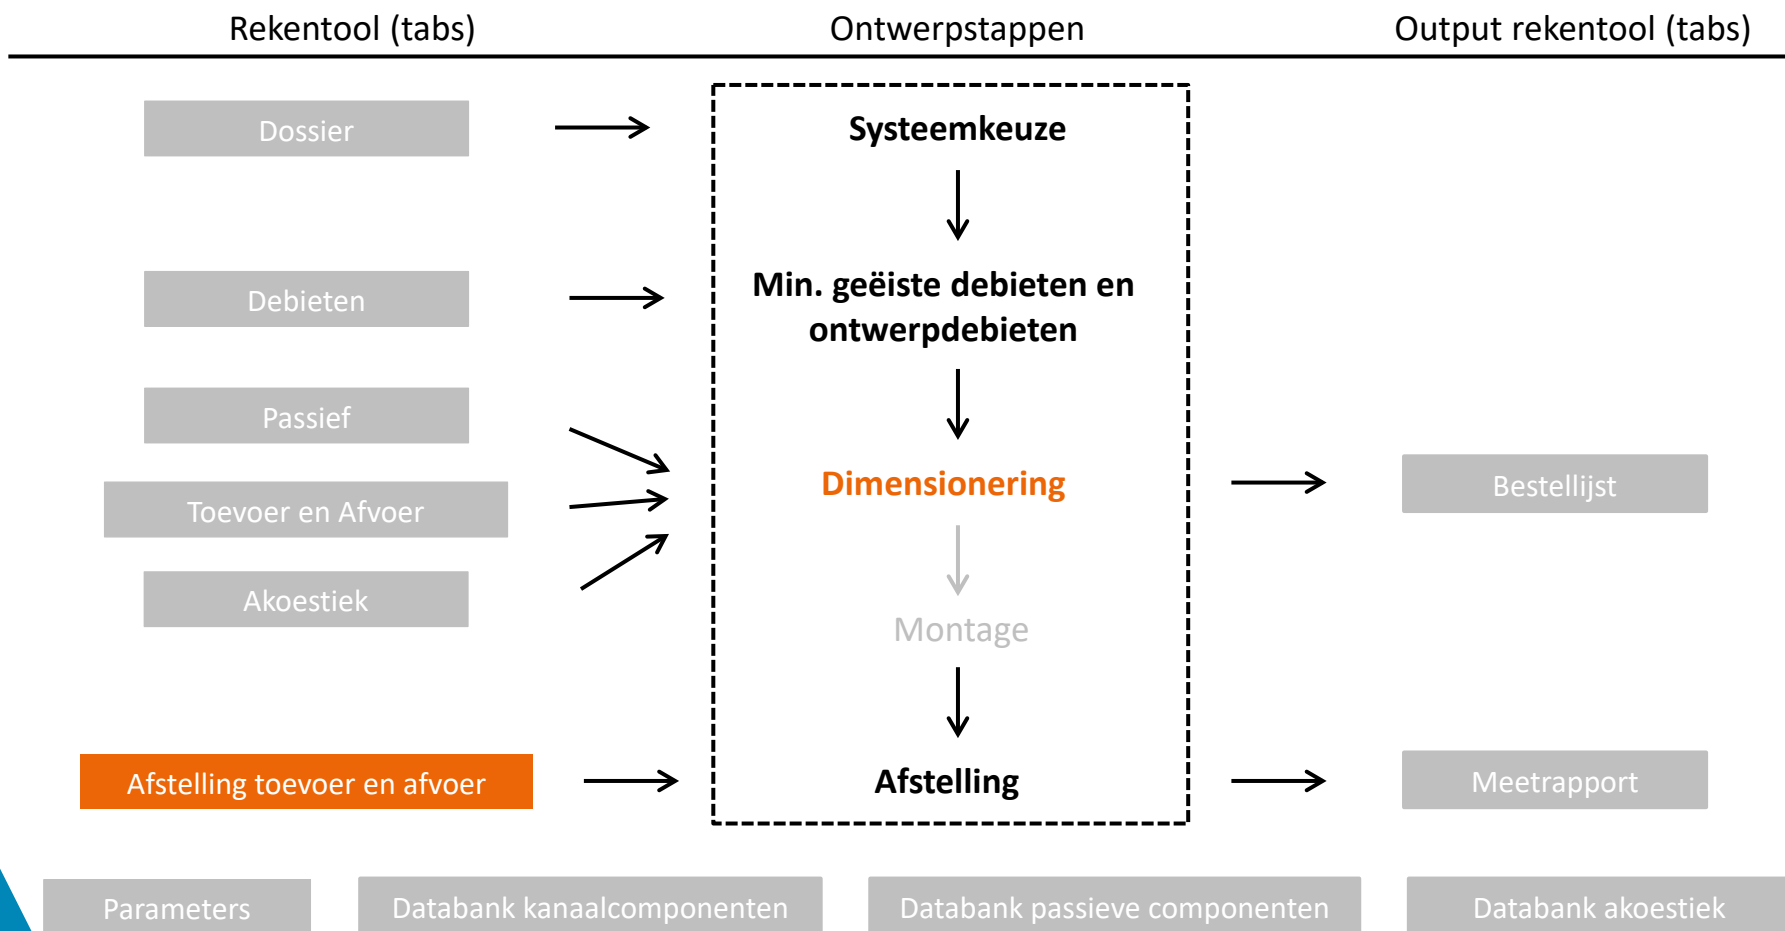 Rekentool (tabs)
Ontwerpstappen
Output rekentool (tabs)
Dossier
Systeemkeuze
Debieten
Min. geëiste debieten en
ontwerpdebieten
Passief
Toevoer en Afvoer
Akoestiek
Dimensionering
Bestellijst
Montage
Afstelling toevoer en afvoer
Afstelling
Meetrapport
Parameters
Databank kanaalcomponenten
Databank passieve componenten
Databank akoestiek